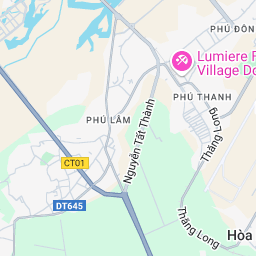 PHÚ ĐÔN
Lumiere R
Village Do
PHÚ THANH
PHÚ LÂM
Nguyễn Tất Thành
Thăng Long
CT01
DT645
Thăng Long
Hòa